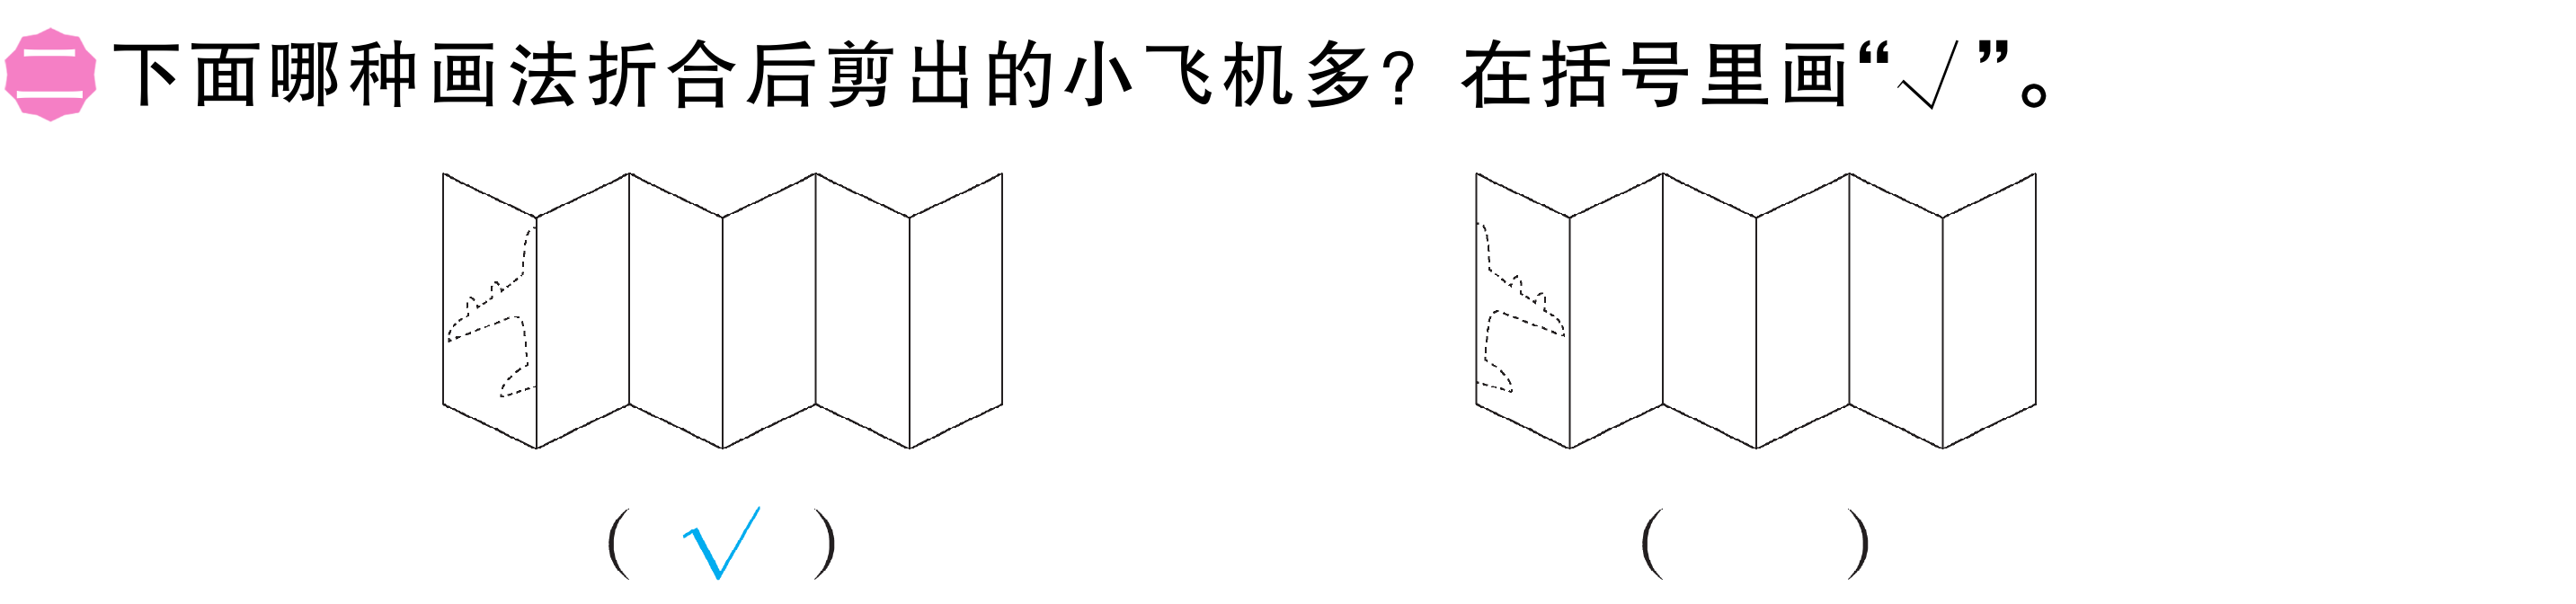 二 下面哪种画法折合后剪出的小飞机多？在括号里画“√”。
（ √ ） （ ）